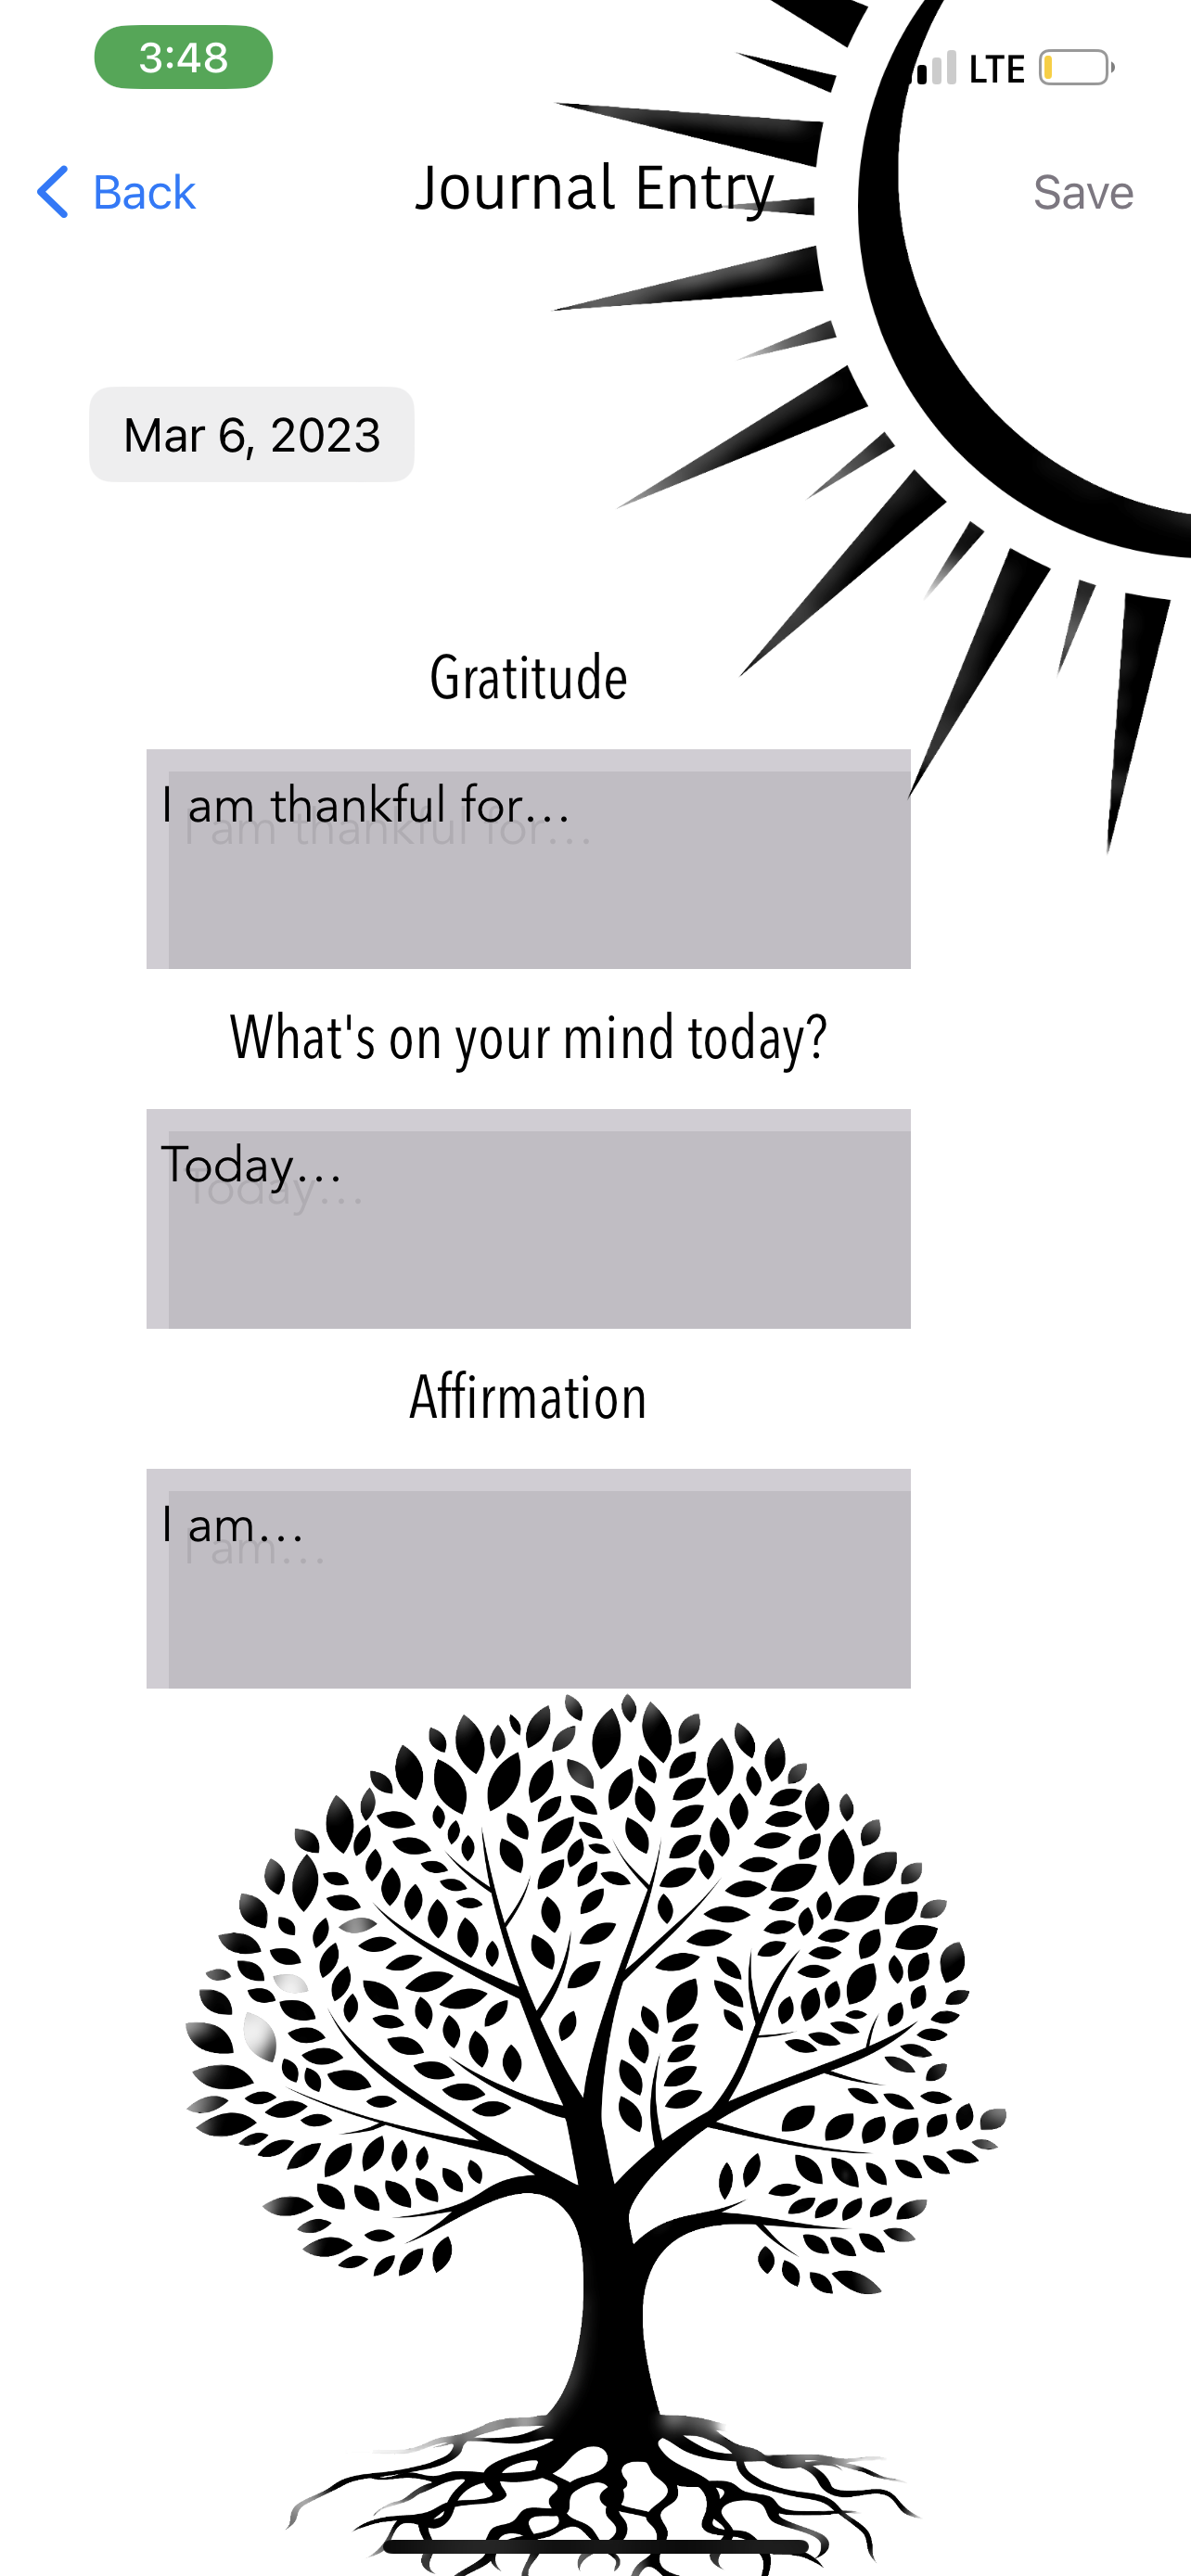 3:48
LTE
Back
Journal Entry
Save
Mar 6, 2023
Gratitude
I am thankful for...
I am thankful for...
What's on your mind today?
Today...
Today...
Affirmation
I am...
I am...